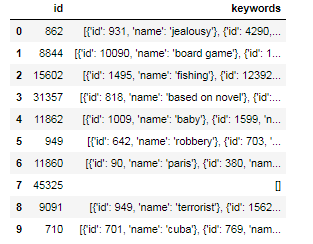 id keywords
0 862 [{'id': 931, 'name': 'jealousy'}, {'id': 4290,...
1 8844 [{'id': 10090, 'name': 'board game'}, {'id': 1...
2 15602 [{'id': 1495, 'name': 'fishing'}, {'id': 12392...
3 31357 [{'id': 818, 'name': 'based on novel'}, {'id':...
4 11862 [{'id': 1009, 'name': 'baby'}, {'id': 1599, 'n...
5 949 [{'id': 642, 'name': 'robbery'}, {'id': 703, '...
6 11860 [{'id': 90, 'name': 'paris'}, {'id': 380, 'nam...
7 45325 []
8 9091 [{'id': 949, 'name': 'terrorist'}, {'id': 1562...
9 710 [{'id': 701, 'name': 'cuba'}, {'id': 769, 'nam...